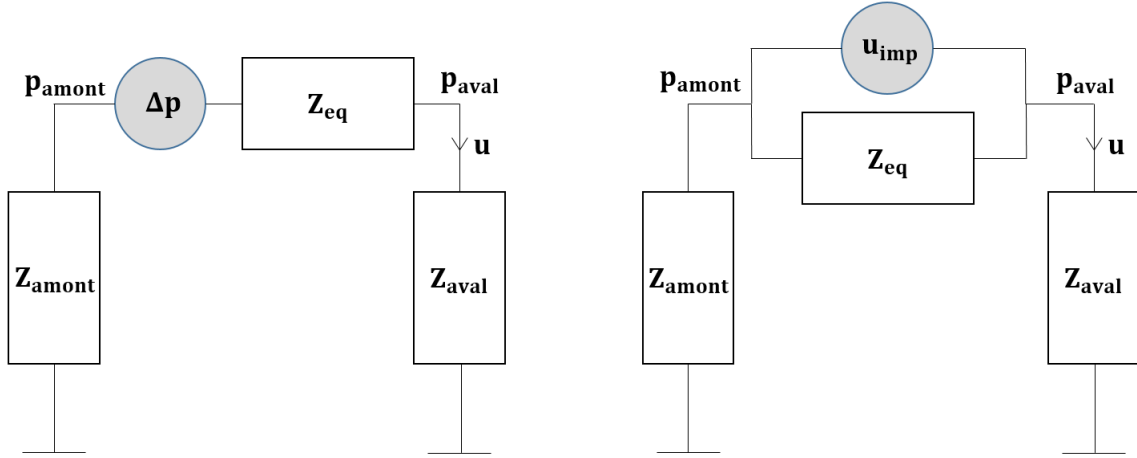 p_amont
Δp
Z_eq
p_aval
u
Z_amont
Z_aval
p_amont
u_imp
Z_eq
p_aval
u
Z_amont
Z_aval